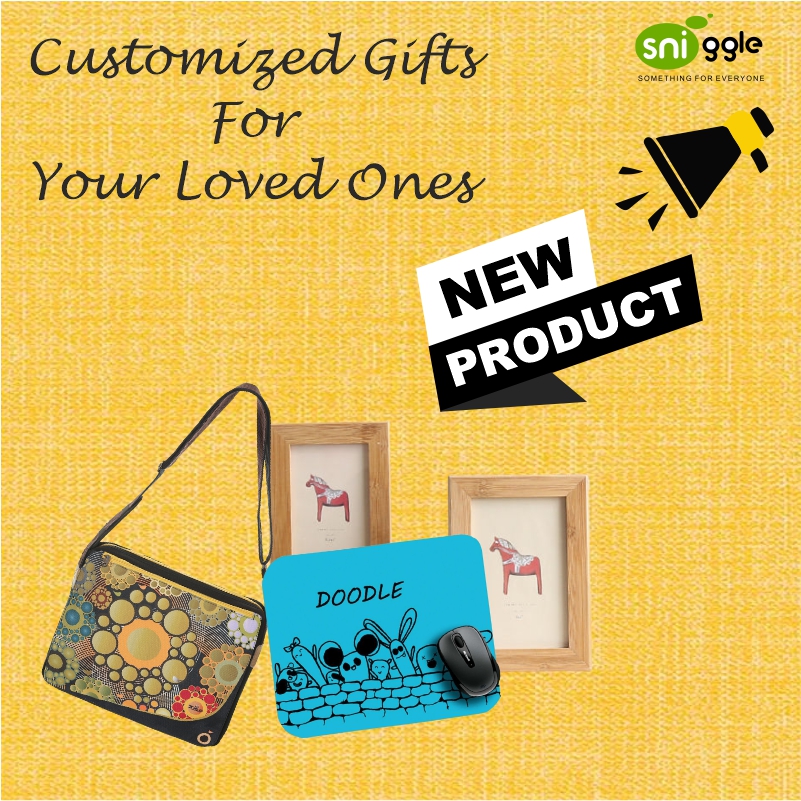 Customized Gifts
For
Your Loved Ones
sniggle
SOMETHING FOR EVERYONE
NEW
PRODUCT
DOODLE